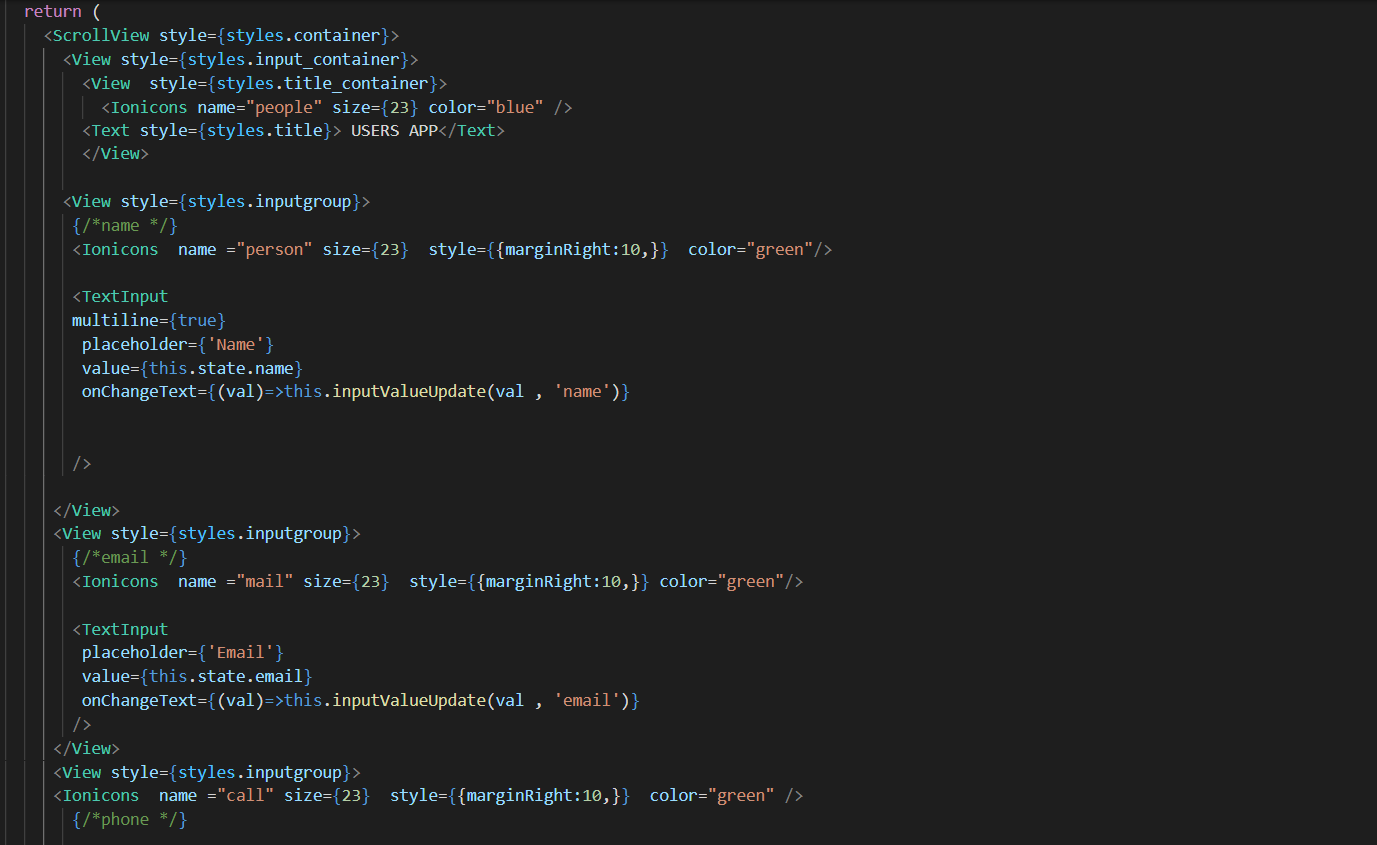 return (
<ScrollView style={styles.container}>
<View style={styles.input_container}>
<View  style={styles.title_container}>
<Ionicons name="people" size={23} color="blue" />
<Text style={styles.title}> USERS APP</Text>
</View>
<View style={styles.inputgroup}>
{/*name */}
<Ionicons  name ="person" size={23}  style={{marginRight:10,}}  color="green"/>
<TextInput
multiline={true}
placeholder={'Name'}
value={this.state.name}
onChangeText={(val)=>this.inputValueUpdate(val , 'name')}
/>
</View>
<View style={styles.inputgroup}>
{/*email */}
<Ionicons  name ="mail" size={23}  style={{marginRight:10,}} color="green"/>
<TextInput
placeholder={'Email'}
value={this.state.email}
onChangeText={(val)=>this.inputValueUpdate(val , 'email')}
/>
</View>
<View style={styles.inputgroup}>
<Ionicons  name ="call" size={23}  style={{marginRight:10,}}  color="green" />
{/*phone */}